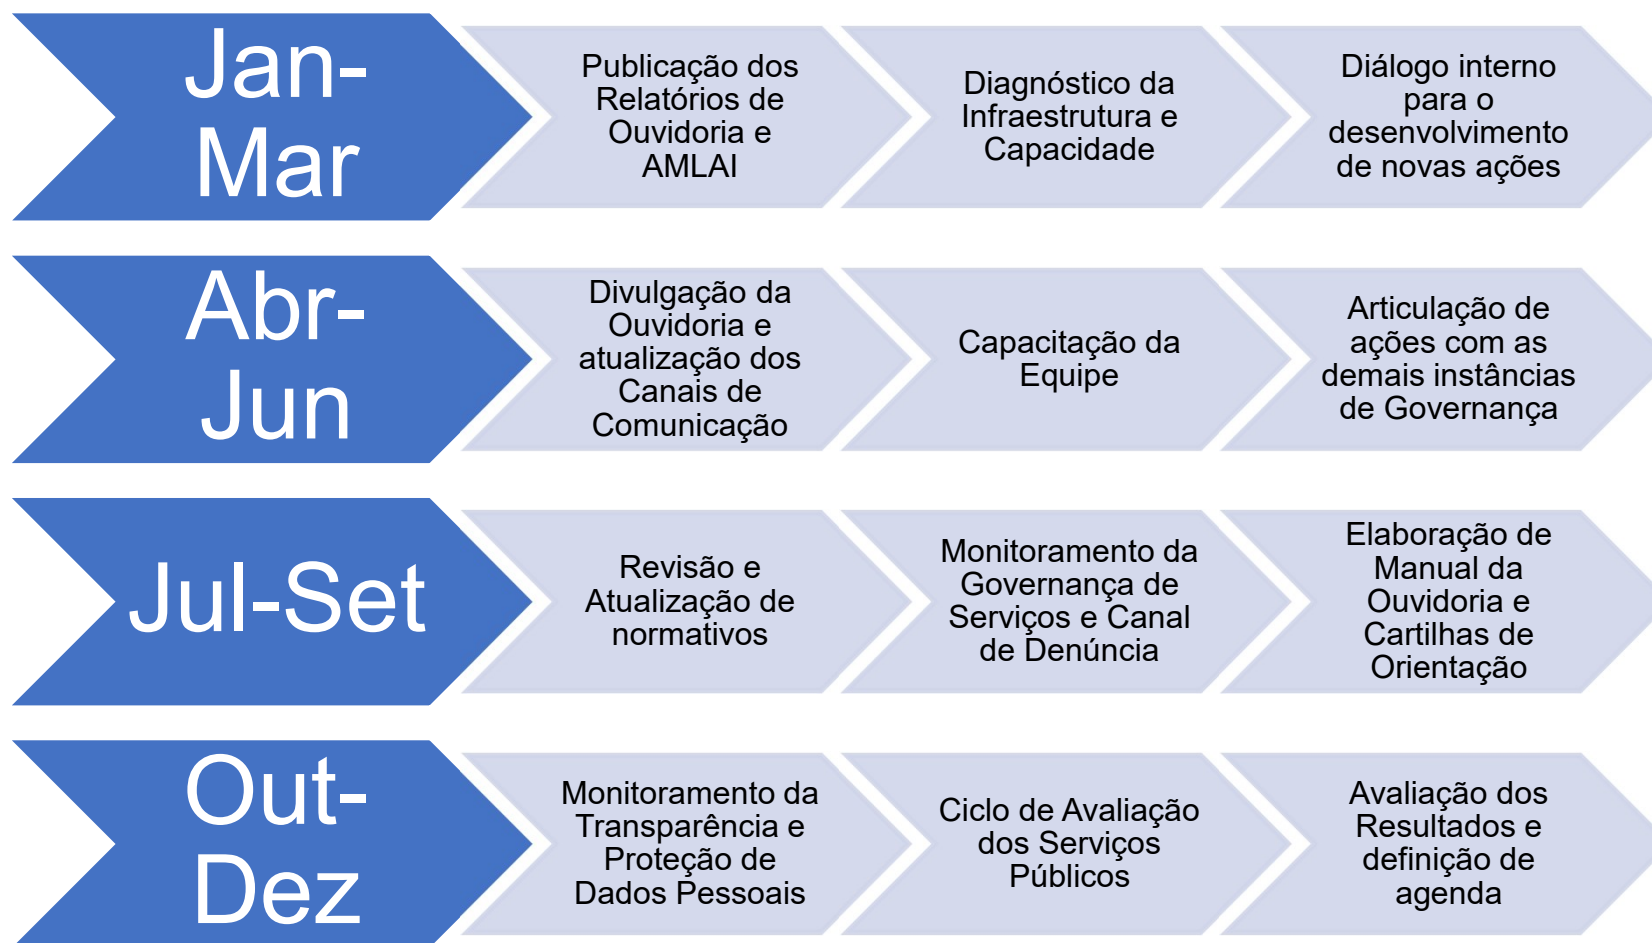 Jan-
Mar
Publicação dos
Relatórios de
Ouvidoria e
AMLAI
Diagnóstico da
Infraestrutura e
Capacidade
Diálogo interno
para o
desenvolvimento
de novas ações
Abr-
Jun
Divulgação da
Ouvidoria e
atualização dos
Canais de
Comunicação
Capacitação da
Equipe
Articulação de
ações com as
demais instâncias
de Governança
Jul-Set
Revisão e
Atualização de
normativos
Monitoramento da
Governança de
Serviços e Canal
de Denúncia
Elaboração de
Manual da
Ouvidoria e
Cartilhas de
Orientação
Out-
Dez
Monitoramento da
Transparência e
Proteção de
Dados Pessoais
Ciclo de Avaliação
dos Serviços
Públicos
Avaliação dos
Resultados e
definição de
agenda